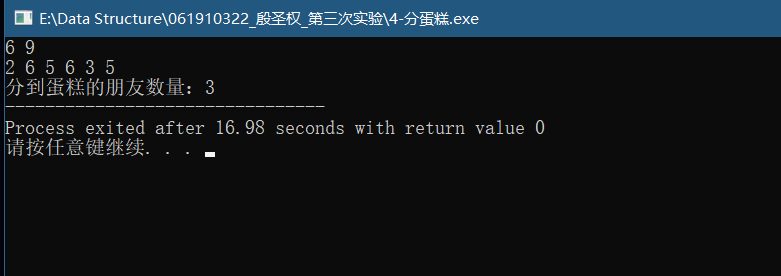 E:\Data Structure\061910322_殷圣权_第三次实验\4-分蛋糕.exe
6 9
2 6 5 6 3 5
分到蛋糕的朋友数量：3
--------------------------------
Process exited after 16.98 seconds with return value 0
请按任意键继续. . .